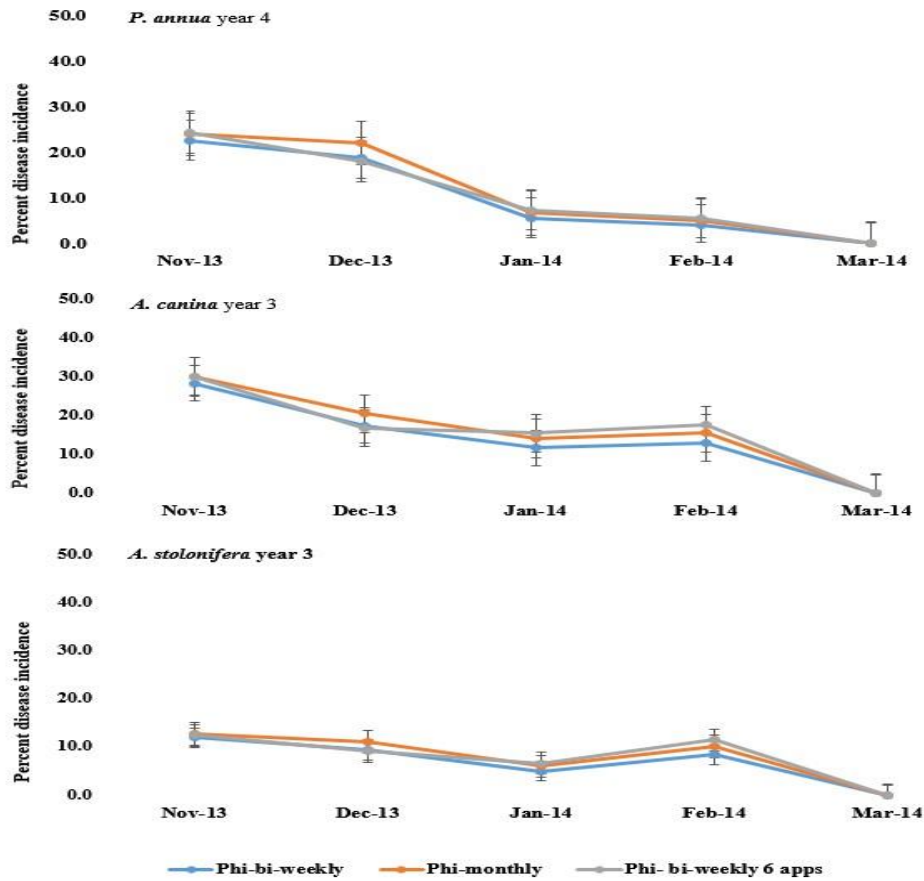 P. annua year 4
Percent disease incidence
50.0
40.0
30.0
20.0
10.0
0.0
Nov-13 Dec-13 Jan-14 Feb-14 Mar-14
A. canina year 3
Percent disease incidence
50.0
40.0
30.0
20.0
10.0
0.0
Nov-13 Dec-13 Jan-14 Feb-14 Mar-14
A. stolonifera year 3
Percent disease incidence
50.0
40.0
30.0
20.0
10.0
0.0
Nov-13 Dec-13 Jan-14 Feb-14 Mar-14
Phi-bi-weekly Phi-monthly Phi- bi-weekly 6 apps